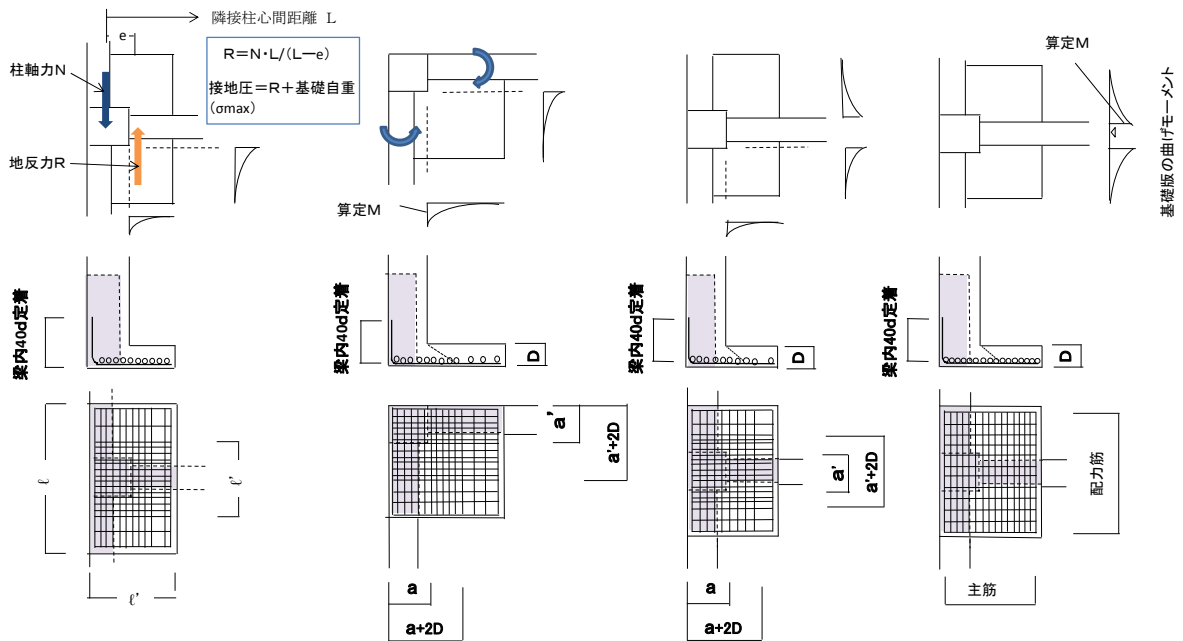 隣接柱心間距離 L
e
柱軸力N
R=N・L/(L—e)
接地圧=R+基礎自重
(σmax)
地反力R
算定M
算定M
基礎版の曲げモーメント
梁内40d定着
梁内40d定着
D
梁内40d定着
D
梁内40d定着
D
ℓ
ℓ'
ℓ'
a'
a'+2D
a
a+2D
a'
a'+2D
a
a+2D
配力筋
主筋